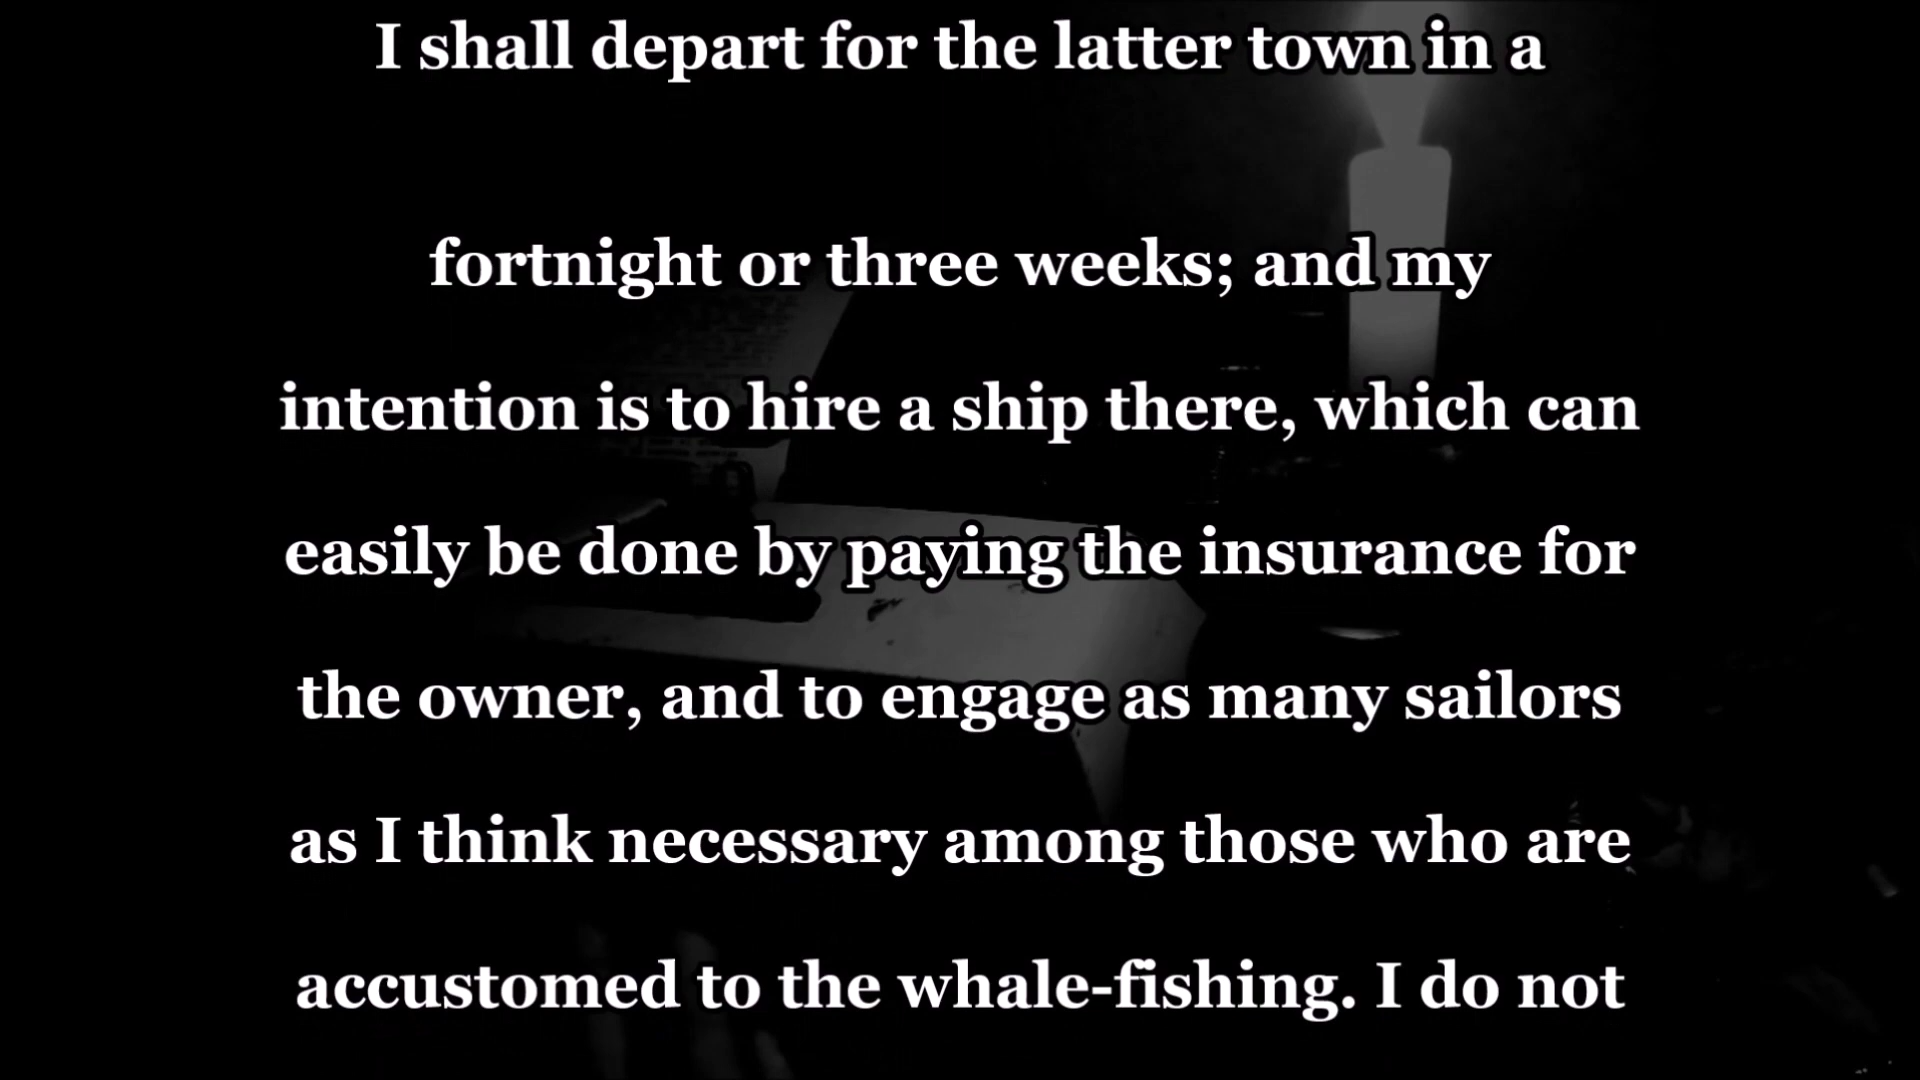 I shall depart for the latter town in a
fortnight or three weeks; and my
intention is to hire a ship there, which can
easily be done by paying the insurance for
the owner, and to engage as many sailors
as I think necessary among those who are
accustomed to the whale-fishing. I do not